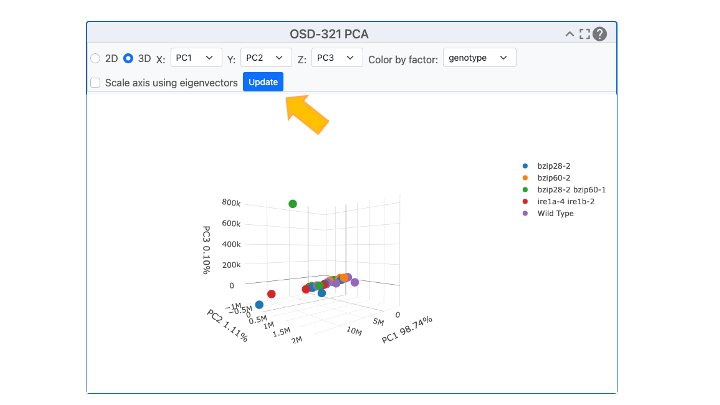 OSD-321 PCA
?
2D 3D X: PC1 Y: PC2 Z: PC3 Color by factor: genotype
Scale axis using eigenvectors Update
bzip28-2
bzip60-2
bzip28-2 bzip60-1
ire1a-4 ire1b-2
Wild Type
800k
600k
400k
200k
0
PC3 0.10%
−1M
−0.5M
0
0.5M
1M
1.5M
2M
PC2 1.11%
10M
5M
0
PC1 98.74%